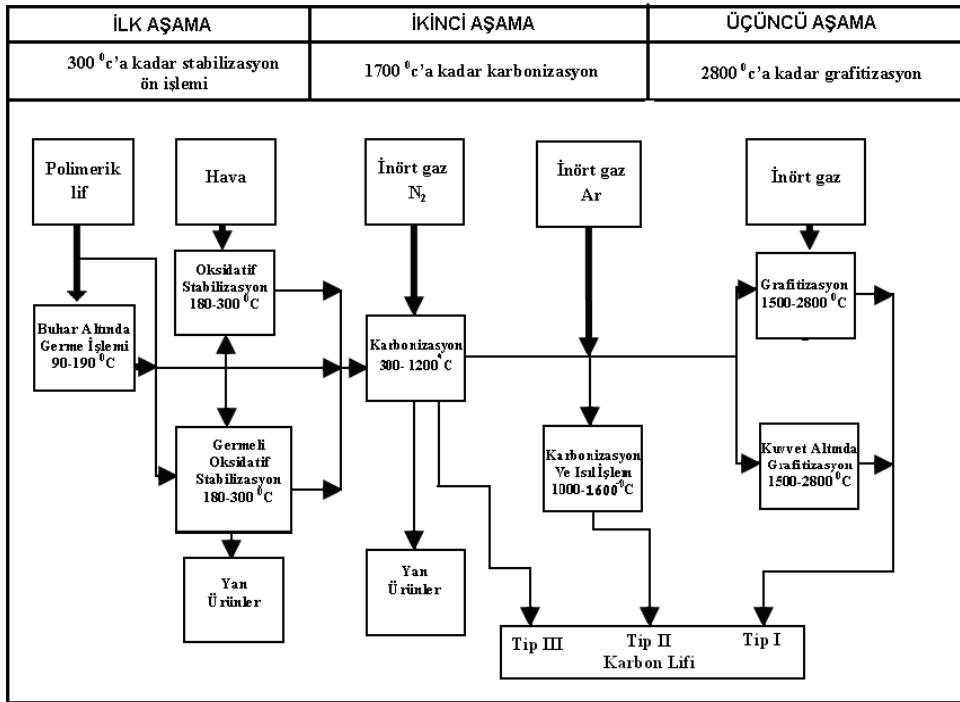 İLK AŞAMA
İKİNCİ AŞAMA
ÜÇÜNCÜ AŞAMA
300 ⁰c'a kadar stabilizasyon
ön işlemi
1700 ⁰c'a kadar karbonizasyon
2800 ⁰c'a kadar grafitizasyon
Polimerik
lif
Hava
İnört gaz
N₂
İnört gaz
Ar
İnört gaz
Oksidatif
Stabilizasyon
180-300 ⁰C
Grafitizasyon
1500-2800 ⁰C
Buhar Altında
Germe İşlemi
90-190 ⁰C
Karbonizasyon
300- 1200°C
Germeli
Oksidatif
Stabilizasyon
180-300 ⁰C
Karbonizasyon
Ve Isıl İşlem
1000-1600⁰C
Kuvvet Altında
Grafitizasyon
1500-2800 ⁰C
Yan
Ürünler
Yan
Ürünler
Tip III
Tip II
Tip I
Karbon Lifi